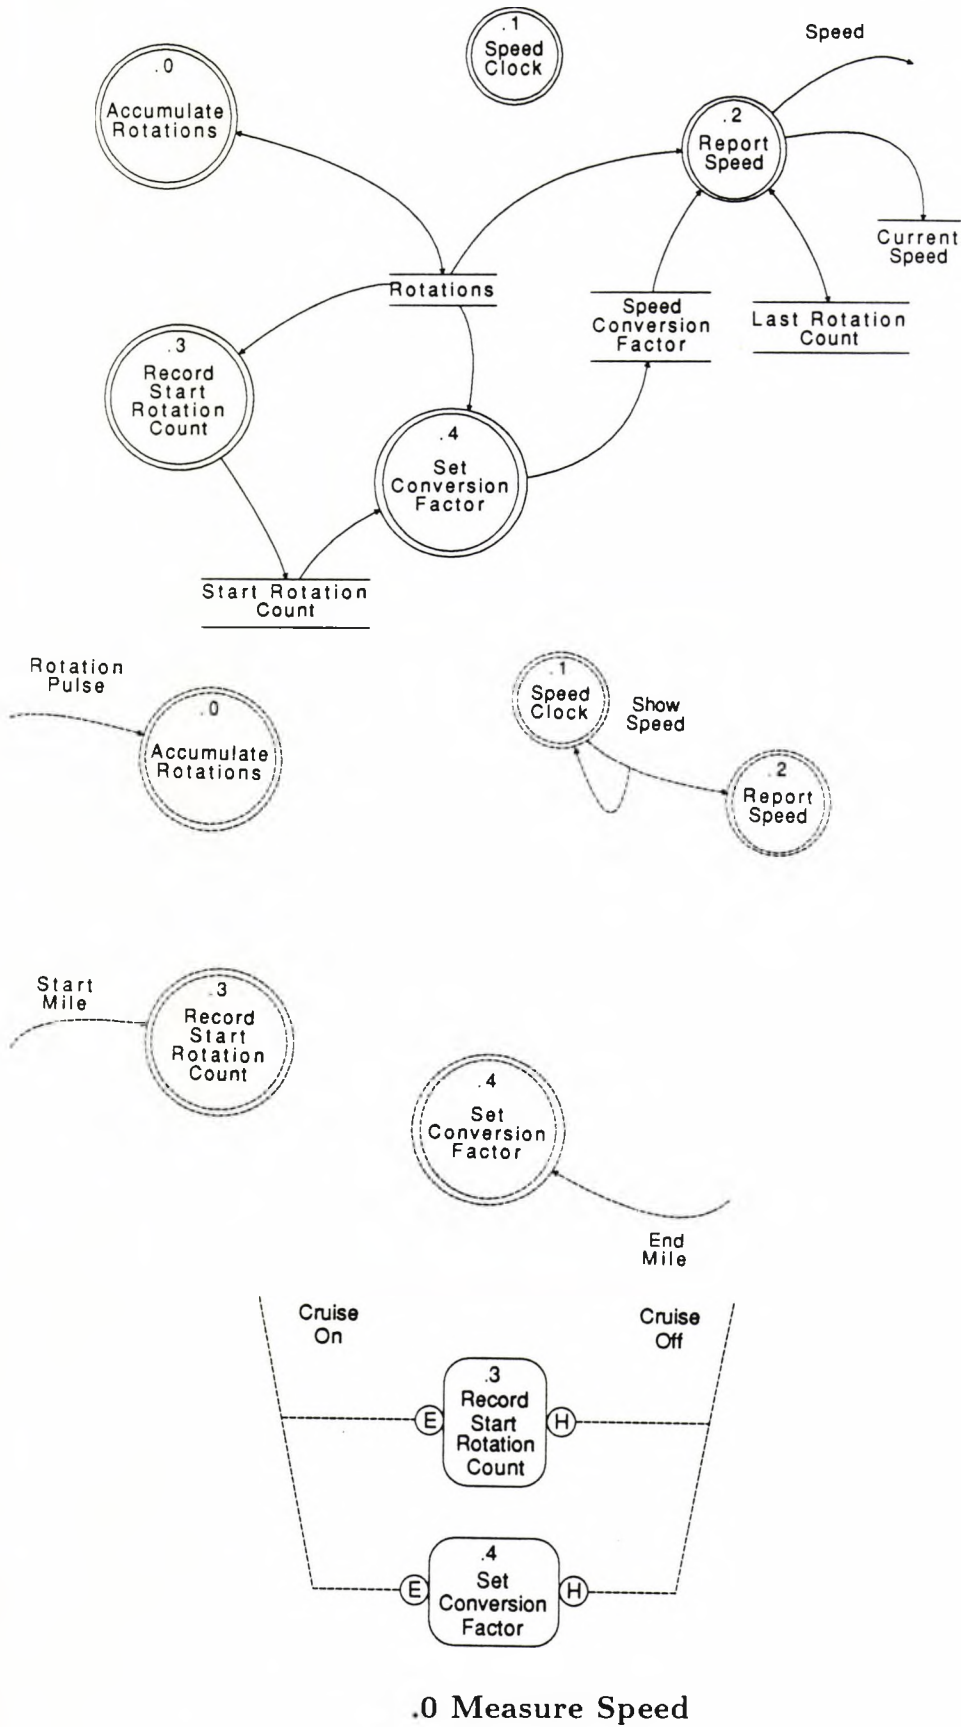 .1
Speed
Clock
Speed
.0
Accumulate
Rotations
.2
Report
Speed
Current
Speed
Rotations
Speed
Conversion
Factor
Last Rotation
Count
.3
Record
Start
Rotation
Count
.4
Set
Conversion
Factor
Start Rotation
Count
Rotation
Pulse
.0
Accumulate
Rotations
.1
Speed
Clock
Show
Speed
.2
Report
Speed
Start
Mile
.3
Record
Start
Rotation
Count
.4
Set
Conversion
Factor
End
Mile
Cruise
On
Cruise
Off
.3
Record
Start
Rotation
Count
E
H
.4
Set
Conversion
Factor
E
H
.0 Measure Speed